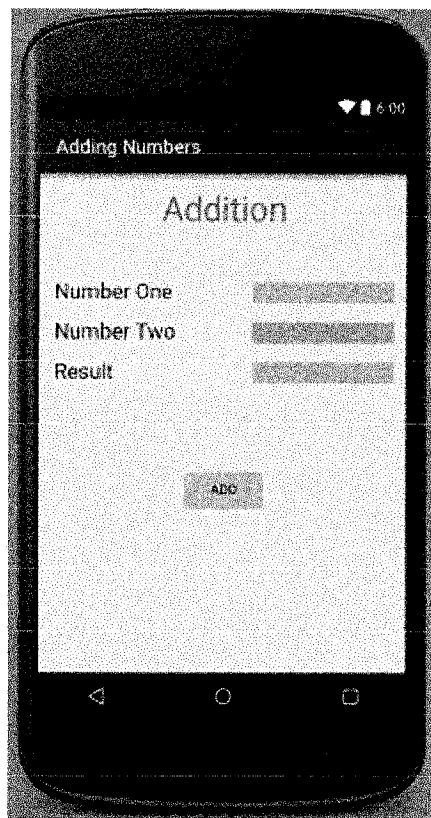 6:00
Adding Numbers
Addition
Number One
Number Two
Result
ADD